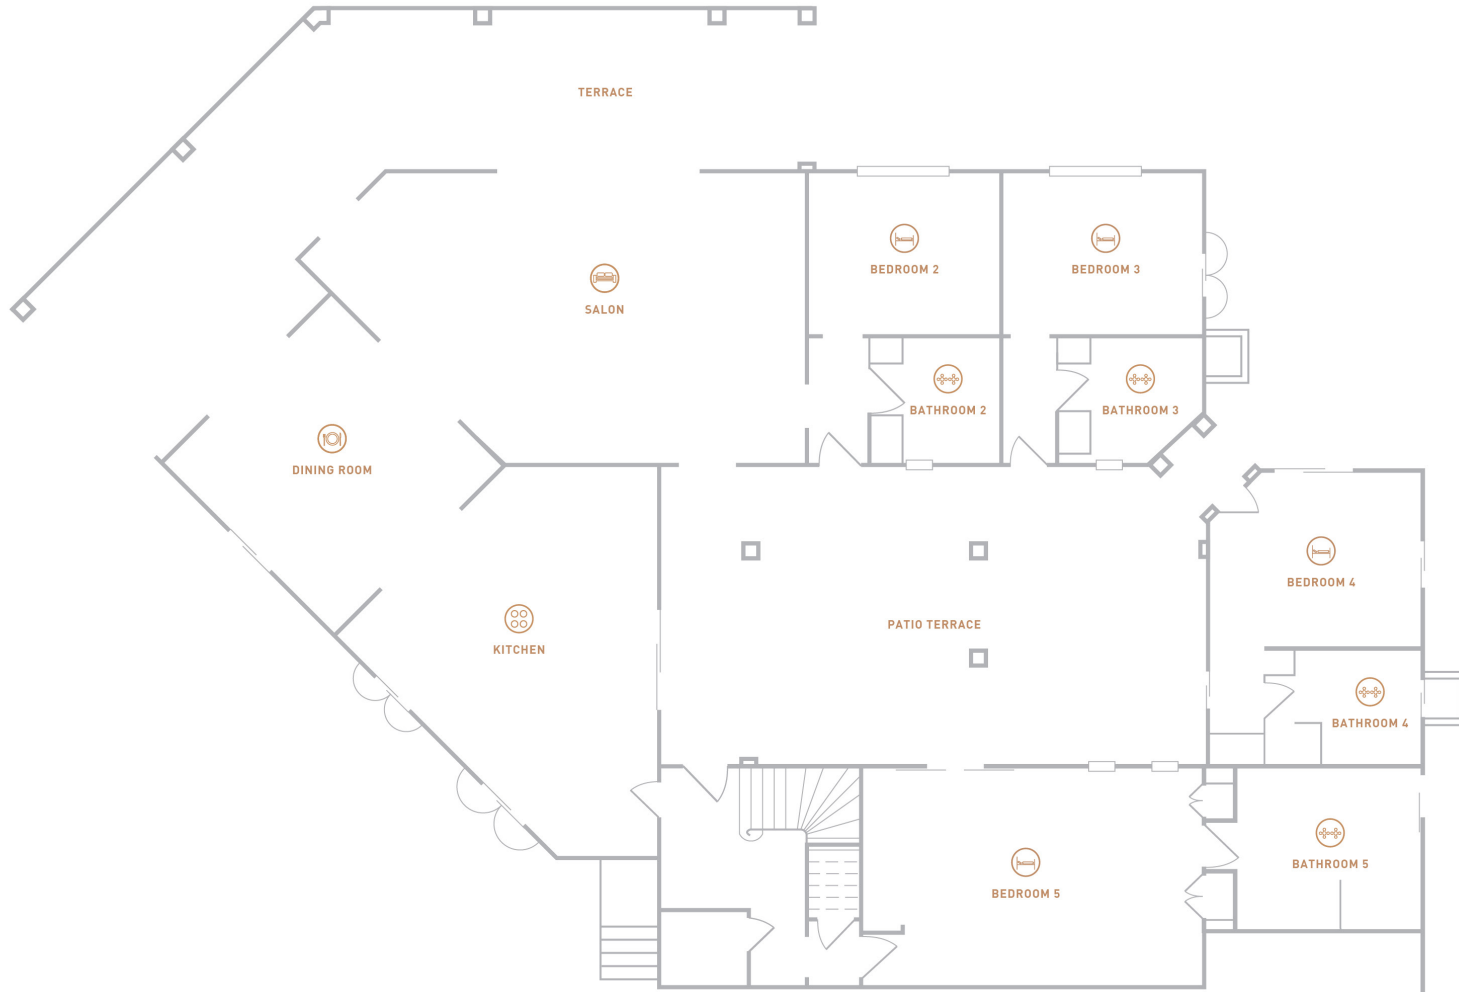 TERRACE
BEDROOM 2
BEDROOM 3
SALON
BATHROOM 2
BATHROOM 3
DINING ROOM
BEDROOM 4
PATIO TERRACE
KITCHEN
BATHROOM 4
BATHROOM 5
BEDROOM 5